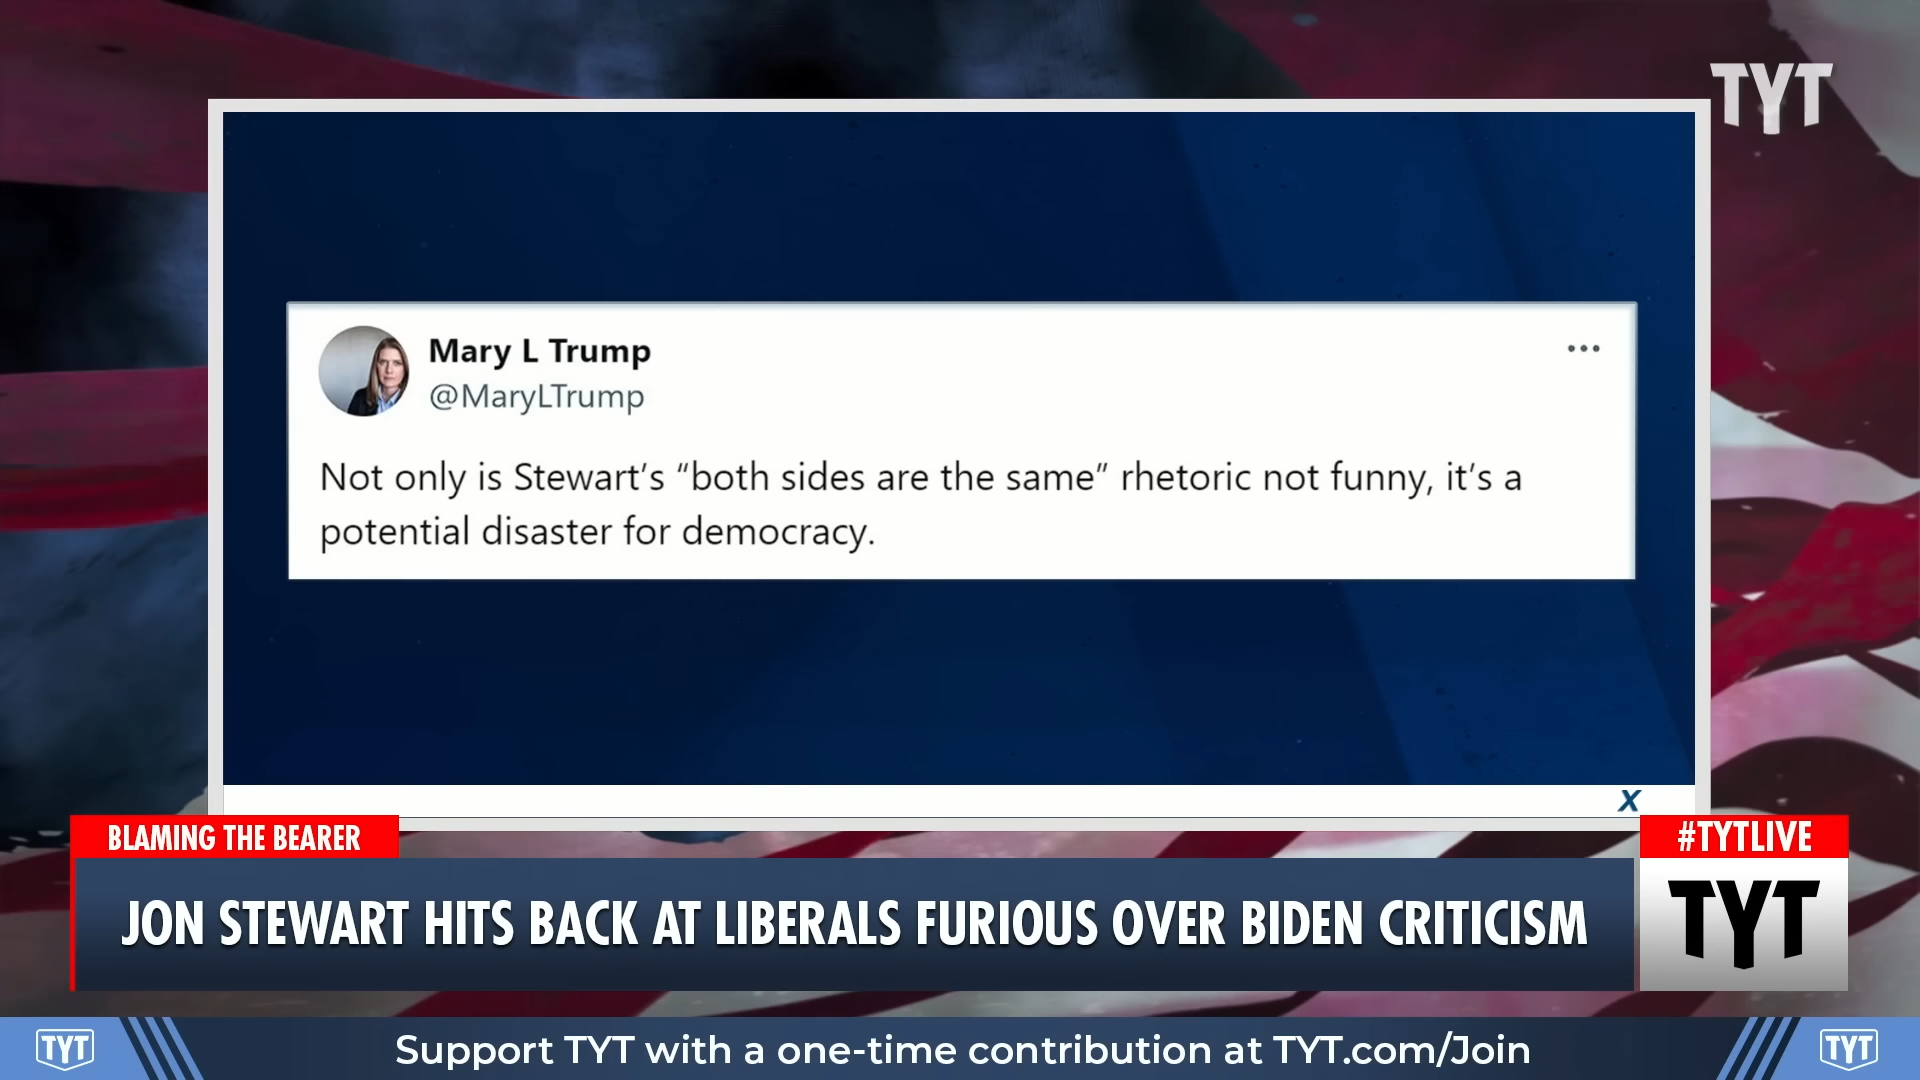 TYT
Mary L Trump
@MaryLTrump
Not only is Stewart’s “both sides are the same” rhetoric not funny, it’s a
potential disaster for democracy.
X
BLAMING THE BEARER
#TYTLIVE
JON STEWART HITS BACK AT LIBERALS FURIOUS OVER BIDEN CRITICISM
TYT
TYT
Support TYT with a one-time contribution at TYT.com/Join
TYT